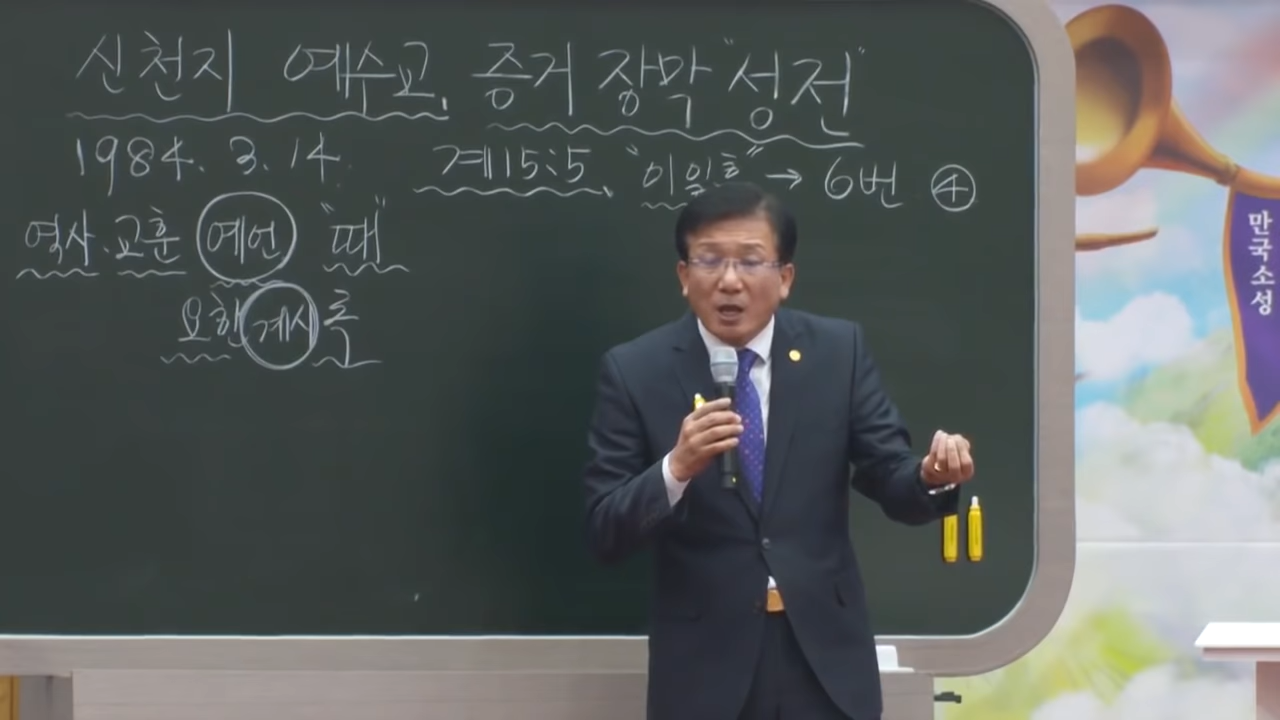 신천지 예수교, 증거 장막 "성전"
1984. 3. 14. 계15:5, "이일후" → 6번 ④
역사·교훈 예언 "때"
요한계시록
만국소성